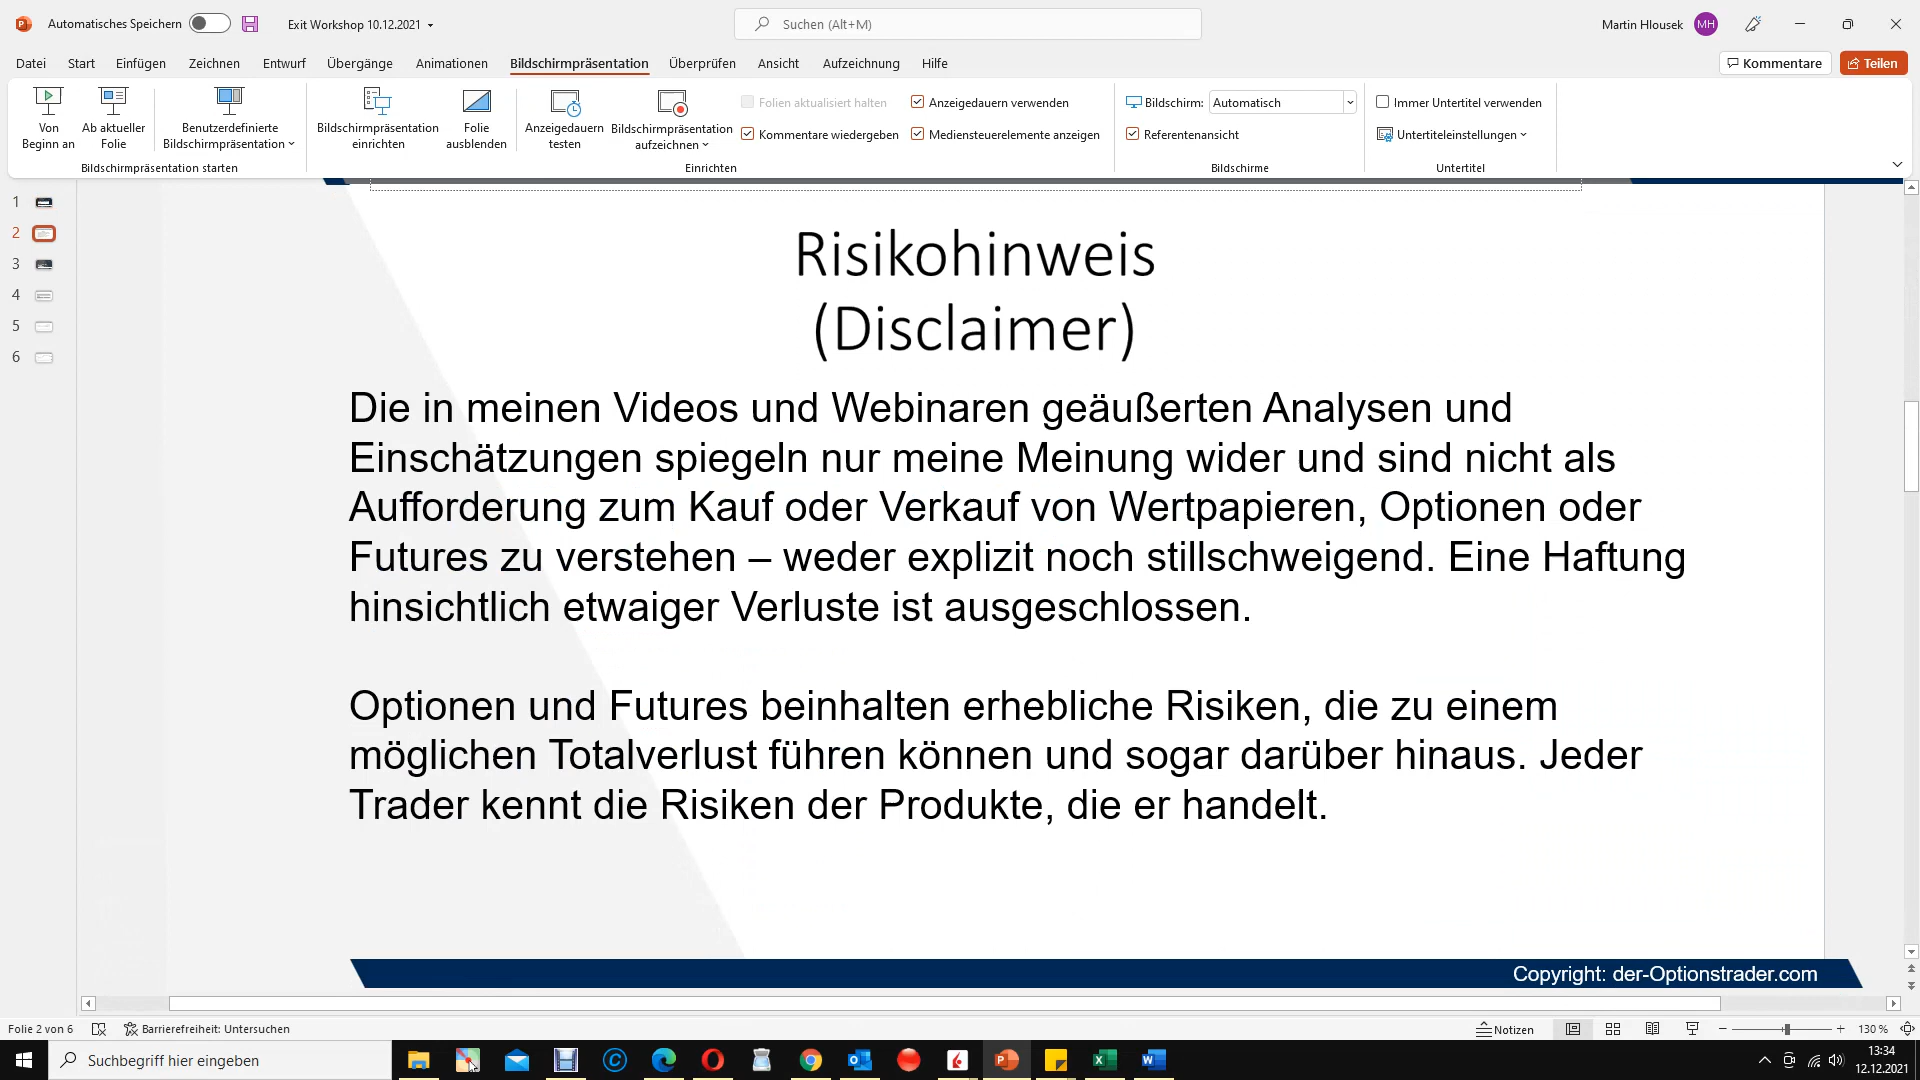 Automatisches Speichern
Exit Workshop 10.12.2021
Suchen (Alt+M)
Martin Hlousek
MH
Datei Start Einfügen Zeichnen Entwurf Übergänge Animationen Bildschirmpräsentation Überprüfen Ansicht Aufzeichnung Hilfe
Kommentare
Teilen
Von
Beginn an
Ab aktueller
Folie
Benutzerdefinierte
Bildschirmpräsentation
Bildschirmpräsentation starten
Bildschirmpräsentation
einrichten
Folie
ausblenden
Anzeigedauern
testen
Bildschirmpräsentation
aufzeichnen
Folien aktualisiert halten
Kommentare wiedergeben
Anzeigedauern verwenden
Mediensteuerelemente anzeigen
Einrichten
Bildschirm: Automatisch
Referentenansicht
Bildschirme
Immer Untertitel verwenden
Untertiteleinstellungen
Untertitel
1
2
3
4
5
6
Risikohinweis
(Disclaimer)
Die in meinen Videos und Webinaren geäußerten Analysen und
Einschätzungen spiegeln nur meine Meinung wider und sind nicht als
Aufforderung zum Kauf oder Verkauf von Wertpapieren, Optionen oder
Futures zu verstehen – weder explizit noch stillschweigend. Eine Haftung
hinsichtlich etwaiger Verluste ist ausgeschlossen.
Optionen und Futures beinhalten erhebliche Risiken, die zu einem
möglichen Totalverlust führen können und sogar darüber hinaus. Jeder
Trader kennt die Risiken der Produkte, die er handelt.
Copyright: der-Optionstrader.com
Folie 2 von 6
Barrierefreiheit: Untersuchen
Notizen
130 %
Suchbegriff hier eingeben
13:34
12.12.2021